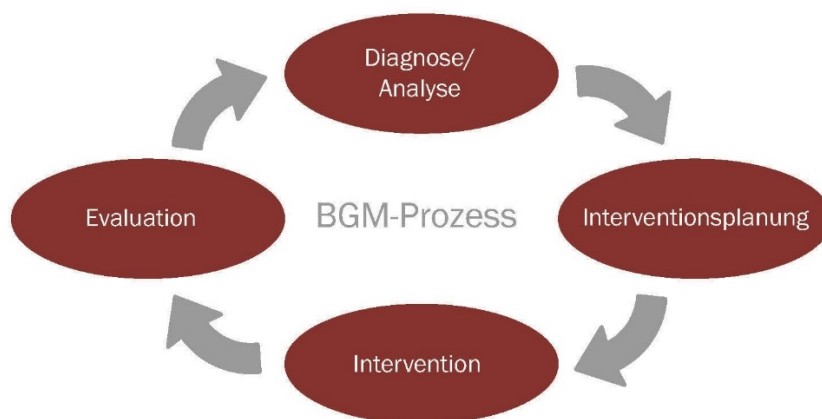 Diagnose/
Analyse
Evaluation
BGM-Prozess
Interventionsplanung
Intervention